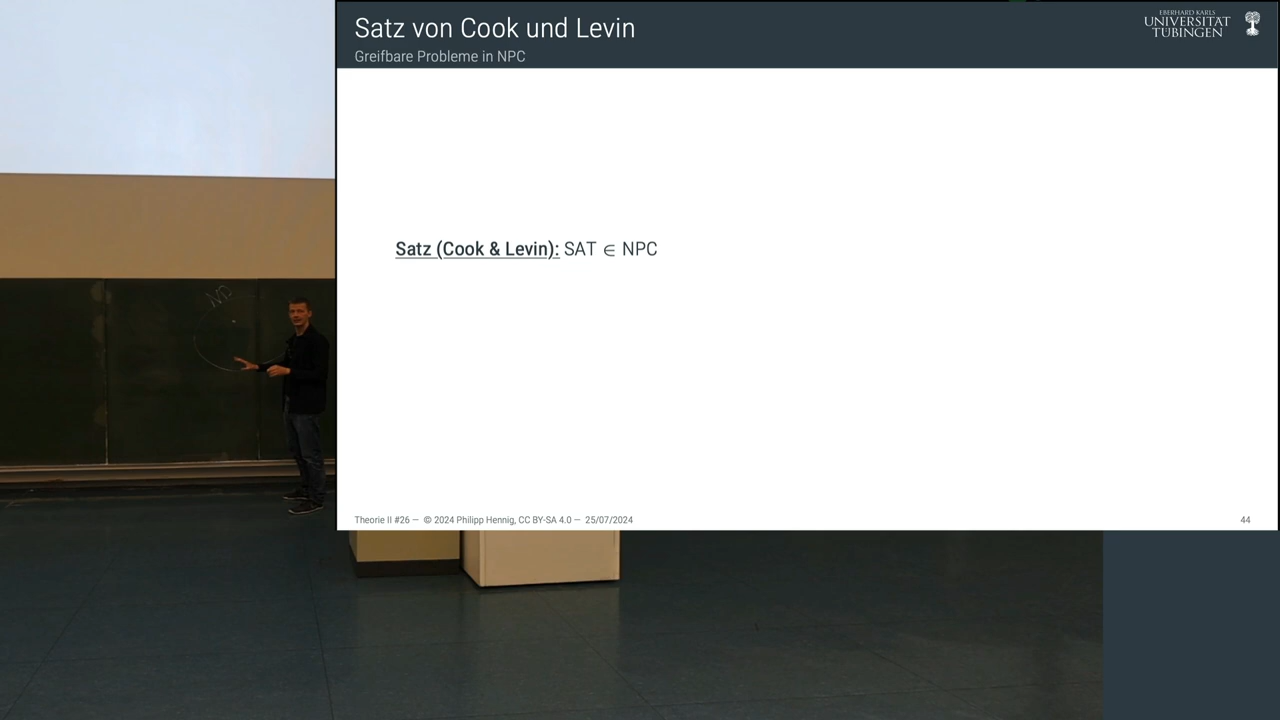 Satz von Cook und Levin
Greifbare Probleme in NPC
EBERHARD KARLS
UNIVERSITÄT
TÜBINGEN
Satz (Cook & Levin): SAT ∈ NPC
Theorie II #26 — © 2024 Philipp Hennig, CC BY-SA 4.0 — 25/07/2024
44